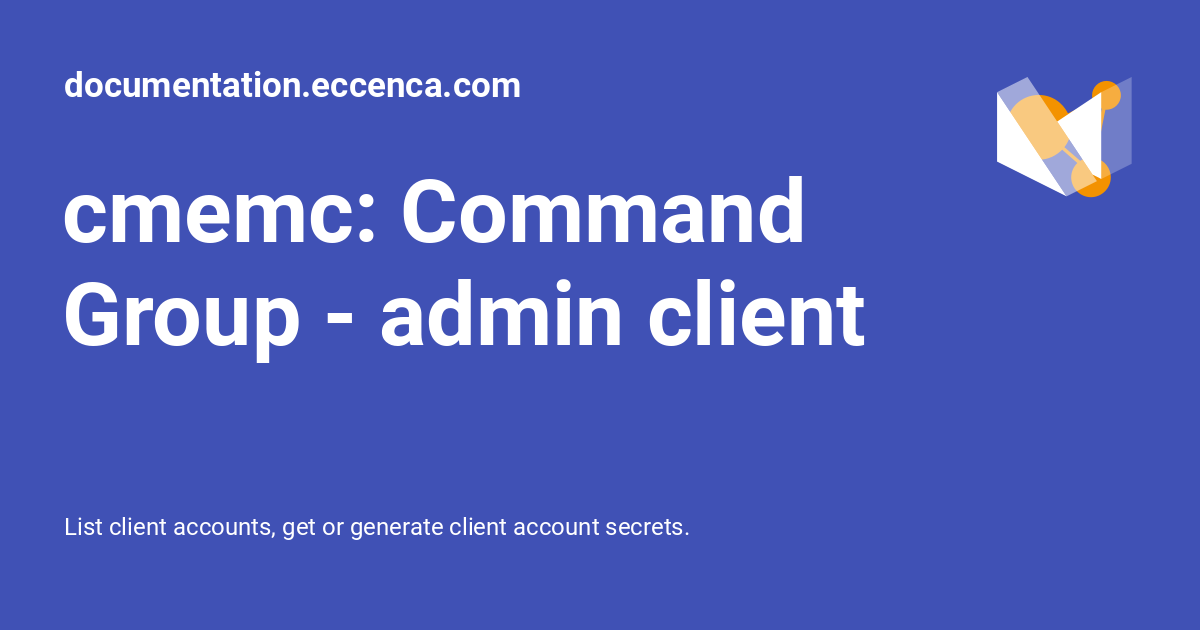 documentation.eccenca.com
cmemc: Command
Group - admin client
List client accounts, get or generate client account secrets.